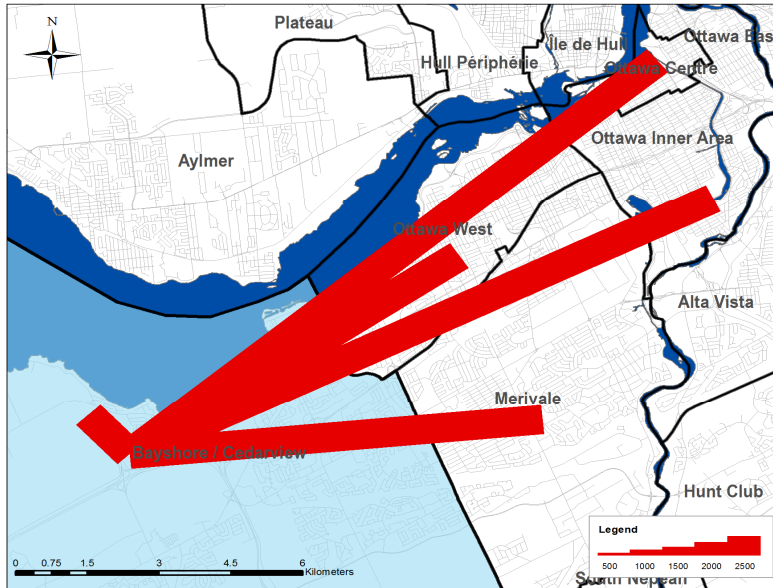 N
Plateau
Île de Hull
Ottawa Eas
Hull Périphérie
Ottawa Centre
Ottawa Inner Area
Aylmer
Ottawa West
Alta Vista
Merivale
Bayshore / Cedarview
Hunt Club
Legend
500 1000 1500 2000 2500
South Nepean
0 0.75 1.5 3 4.5 6
Kilometers